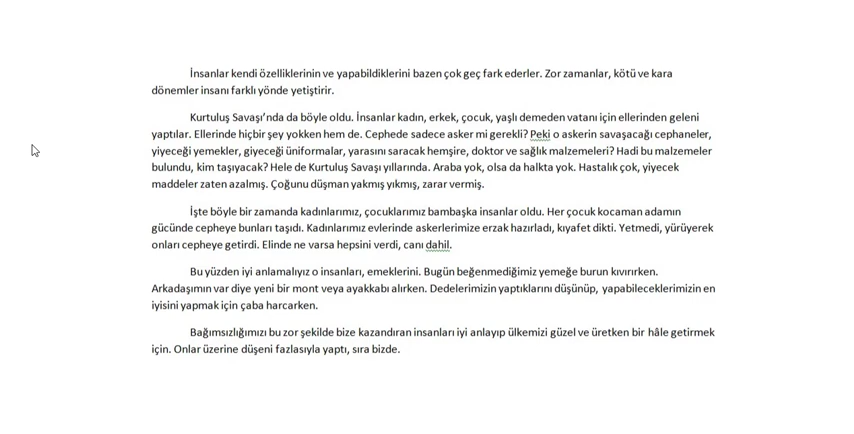 İnsanlar kendi özelliklerinin ve yapabildiklerini bazen çok geç fark ederler. Zor zamanlar, kötü ve kara
dönemler insanı farklı yönde yetiştirir.
Kurtuluş Savaşı'nda da böyle oldu. İnsanlar kadın, erkek, çocuk, yaşlı demeden vatanı için ellerinden geleni
yaptılar. Ellerinde hiçbir şey yokken hem de. Cephede sadece asker mi gerekli? Peki o askerin savaşacağı cephaneler,
yiyeceği yemekler, giyeceği üniformalar, yarasını saracak hemşire, doktor ve sağlık malzemeleri? Hadi bu malzemeler
bulundu, kim taşıyacak? Hele de Kurtuluş Savaşı yıllarında. Araba yok, olsa da halkta yok. Hastalık çok, yiyecek
maddeler zaten azalmış. Çoğunu düşman yakmış yıkmış, zarar vermiş.
İşte böyle bir zamanda kadınlarımız, çocuklarımız bambaşka insanlar oldu. Her çocuk kocaman adamın
gücünde cepheye bunları taşıdı. Kadınlarımız evlerinde askerlerimize erzak hazırladı, kıyafet dikti. Yetmedi, yürüyerek
onları cepheye getirdi. Elinde ne varsa hepsini verdi, canı dahil.
Bu yüzden iyi anlamalıyız o insanları, emeklerini. Bugün beğenmediğimiz yemeğe burun kıvırırken.
Arkadaşımın var diye yeni bir mont veya ayakkabı alırken. Dedelerimizin yaptıklarını düşünüp, yapabileceklerimizin en
iyisini yapmak için çaba harcarken.
Bağımsızlığımızı bu zor şekilde bize kazandıran insanları iyi anlayıp ülkemizi güzel ve üretken bir hâle getirmek
için. Onlar üzerine düşeni fazlasıyla yaptı, sıra bizde.